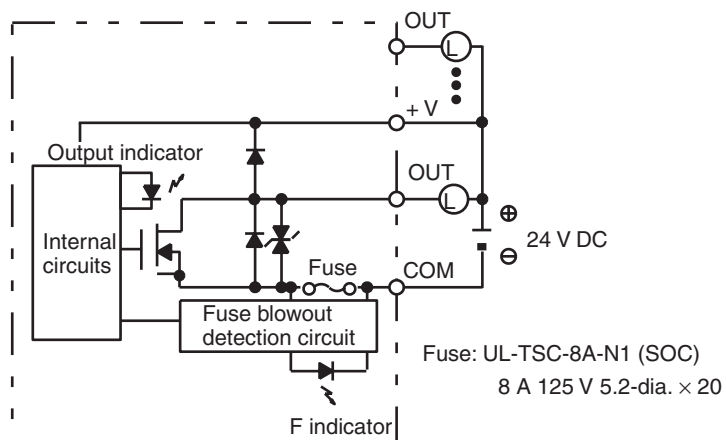 OUT
L
+ V
Output indicator
OUT
L
Internal
circuits
24 V DC
Fuse
COM
Fuse blowout
detection circuit
Fuse: UL-TSC-8A-N1 (SOC)
8 A 125 V 5.2-dia. × 20
F indicator